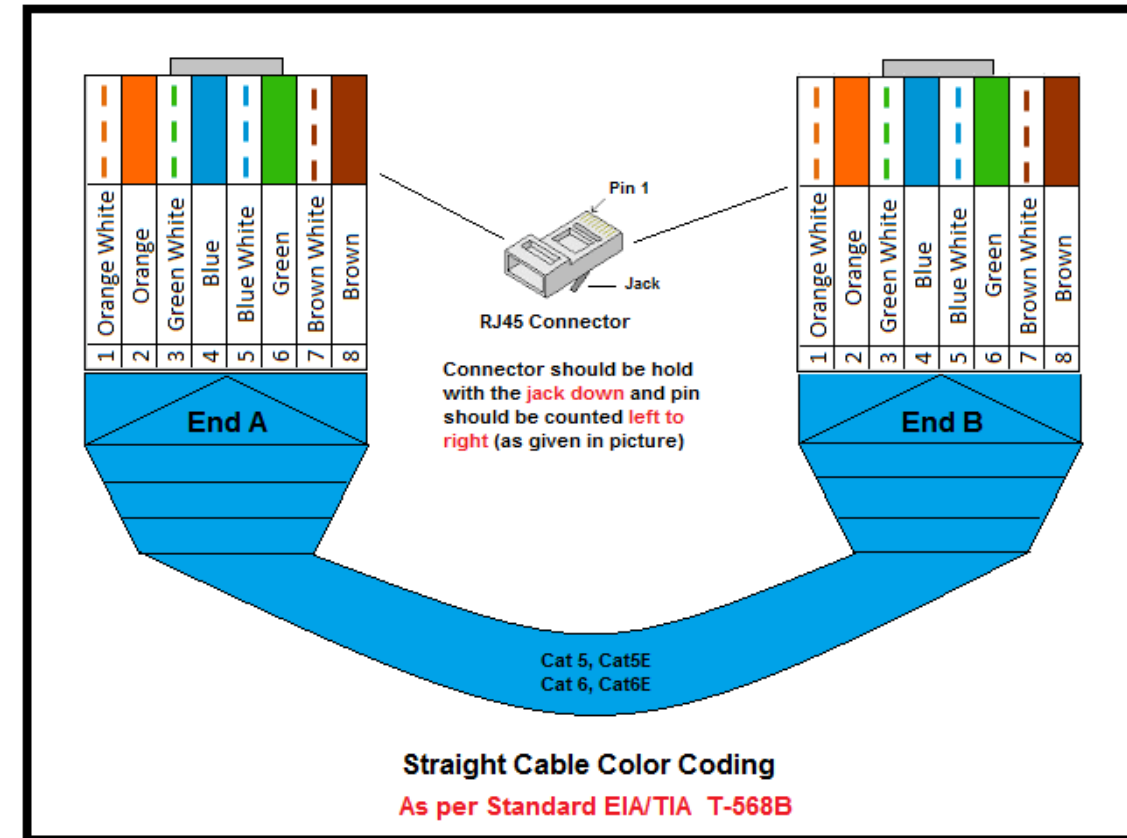 Orange White
Orange
Green White
Blue
Blue White
Green
Brown White
Brown
1
2
3
4
5
6
7
8
End A
Pin 1
Jack
RJ45 Connector
Connector should be hold
with the jack down and pin
should be counted left to
right (as given in picture)
Orange White
Orange
Green White
Blue
Blue White
Green
Brown White
Brown
1
2
3
4
5
6
7
8
End B
Cat 5, Cat5E
Cat 6, Cat6E
Straight Cable Color Coding
As per Standard EIA/TIA T-568B